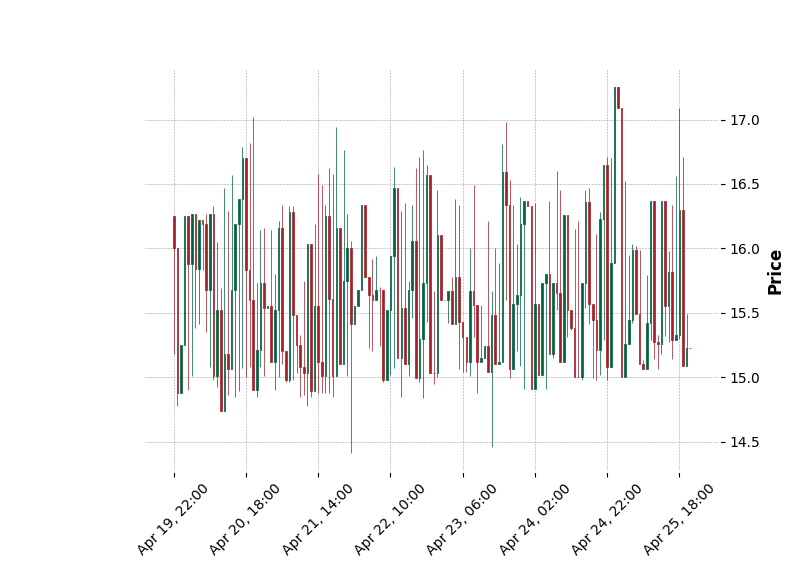 17.0
16.5
16.0
15.5
15.0
14.5
Price
Apr 19, 22:00
Apr 20, 18:00
Apr 21, 14:00
Apr 22, 10:00
Apr 23, 06:00
Apr 24, 02:00
Apr 24, 22:00
Apr 25, 18:00